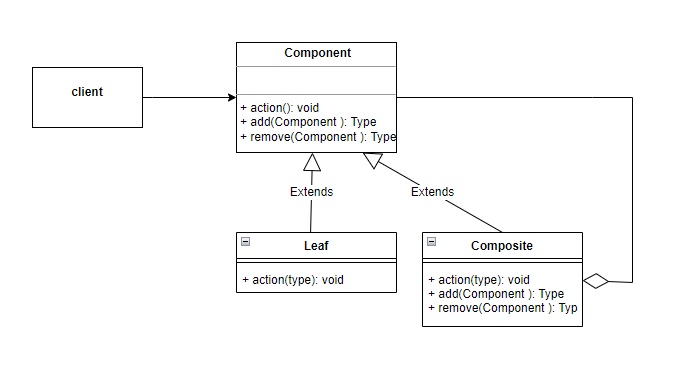 Component
client
+ action(): void
+ add(Component ): Type
+ remove(Component ): Type
Extends
Extends
Leaf
Composite
+ action(type): void
+ action(type): void
+ add(Component ): Type
+ remove(Component ): Typ